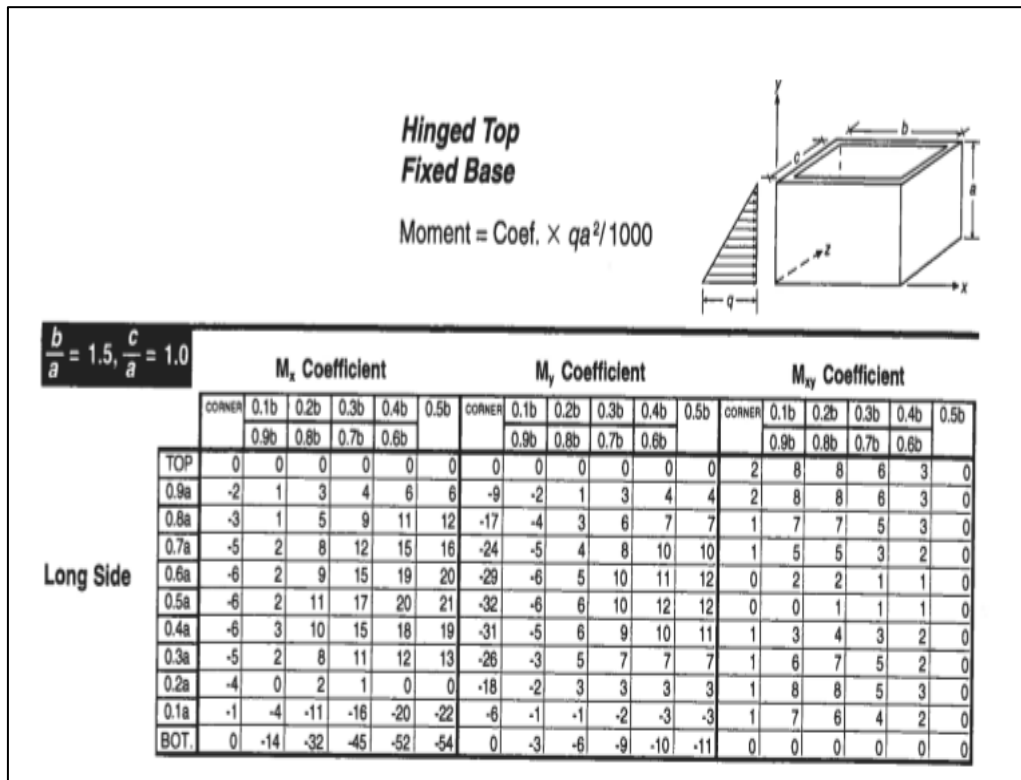 Hinged Top
Fixed Base
Moment = Coef. × qa²/1000
y
b
c
a
z
x
q
b/a = 1.5, c/a = 1.0
Mx Coefficient My Coefficient Mxy Coefficient
CORNER 0.1b 0.2b 0.3b 0.4b 0.5b CORNER 0.1b 0.2b 0.3b 0.4b 0.5b CORNER 0.1b 0.2b 0.3b 0.4b 0.5b
0.9b 0.8b 0.7b 0.6b 0.9b 0.8b 0.7b 0.6b 0.9b 0.8b 0.7b 0.6b
TOP 0 0 0 0 0 0 0 0 0 0 0 0 2 8 8 6 3 0
0.9a -2 1 3 4 6 6 -9 -2 1 3 4 4 2 8 8 6 3 0
0.8a -3 1 5 9 11 12 -17 -4 3 6 7 7 1 7 7 5 3 0
0.7a -5 2 8 12 15 16 -24 -5 4 8 10 10 1 5 5 3 2 0
Long Side 0.6a -6 2 9 15 19 20 -29 -6 5 10 11 12 0 2 2 1 1 0
0.5a -6 2 11 17 20 21 -32 -6 6 10 12 12 0 0 1 1 1 0
0.4a -6 3 10 15 18 19 -31 -5 6 9 10 11 1 3 4 3 2 0
0.3a -5 2 8 11 12 13 -26 -3 5 7 7 7 1 6 7 5 2 0
0.2a -4 0 2 1 0 0 -18 -2 3 3 3 3 1 8 8 5 3 0
0.1a -1 -4 -11 -16 -20 -22 -6 -1 -1 -2 -3 -3 1 7 6 4 2 0
BOT. 0 -14 -32 -45 -52 -54 0 -3 -6 -9 -10 -11 0 0 0 0 0 0